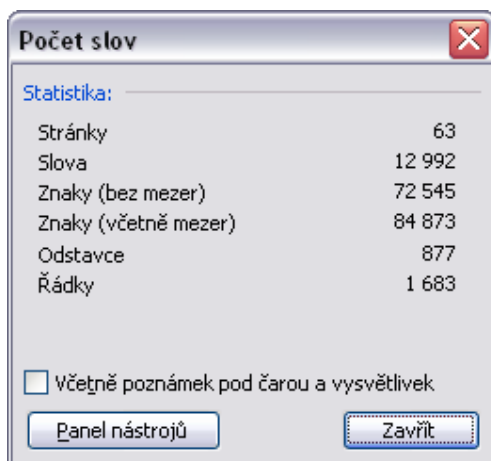 Počet slov
Statistika:
Stránky 63
Slova 12 992
Znaky (bez mezer) 72 545
Znaky (včetně mezer) 84 873
Odstavce 877
Řádky 1 683
Včetně poznámek pod čarou a vysvětlivek
Panel nástrojů Zavřít